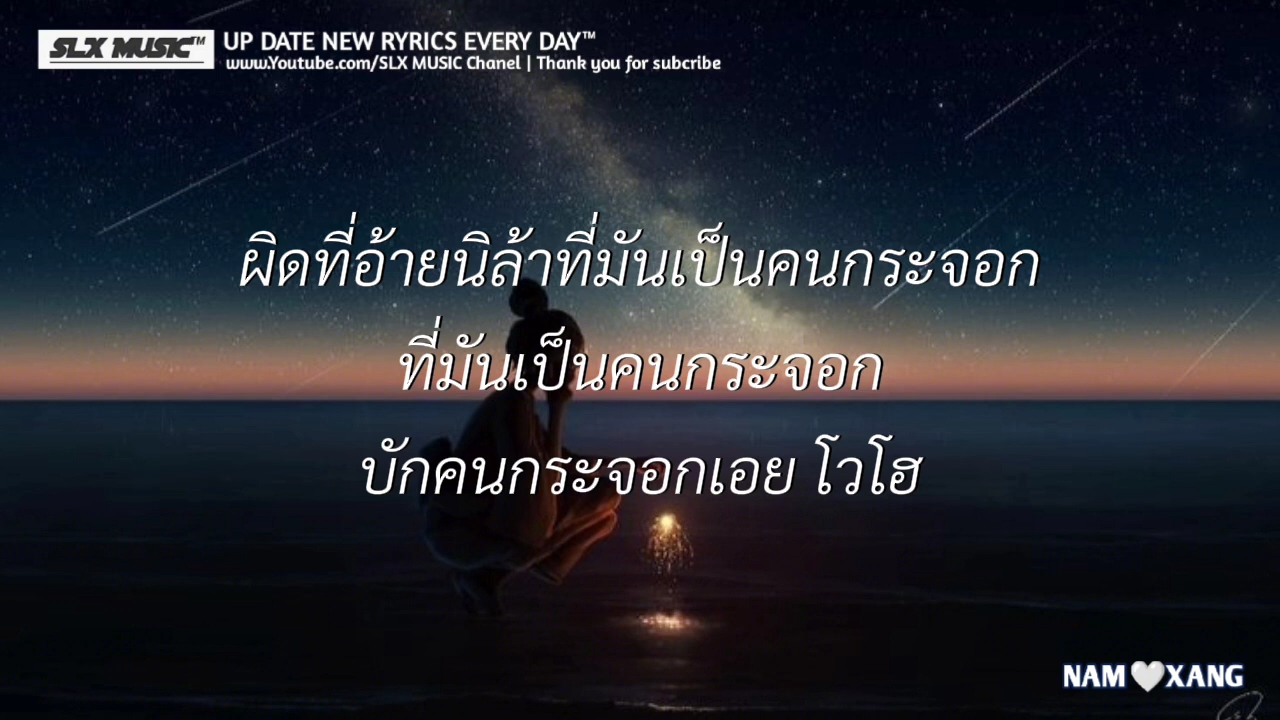 SLX MUSIC™
UP DATE NEW RYRICS EVERY DAY™
www.Youtube.com/SLX MUSIC Chanel | Thank you for subcribe
ผิดที่อ้ายนิล้าที่มันเป็นคนกระจอก
ที่มันเป็นคนกระจอก
บักคนกระจอกเอย โวโฮ
NAM🤍XANG